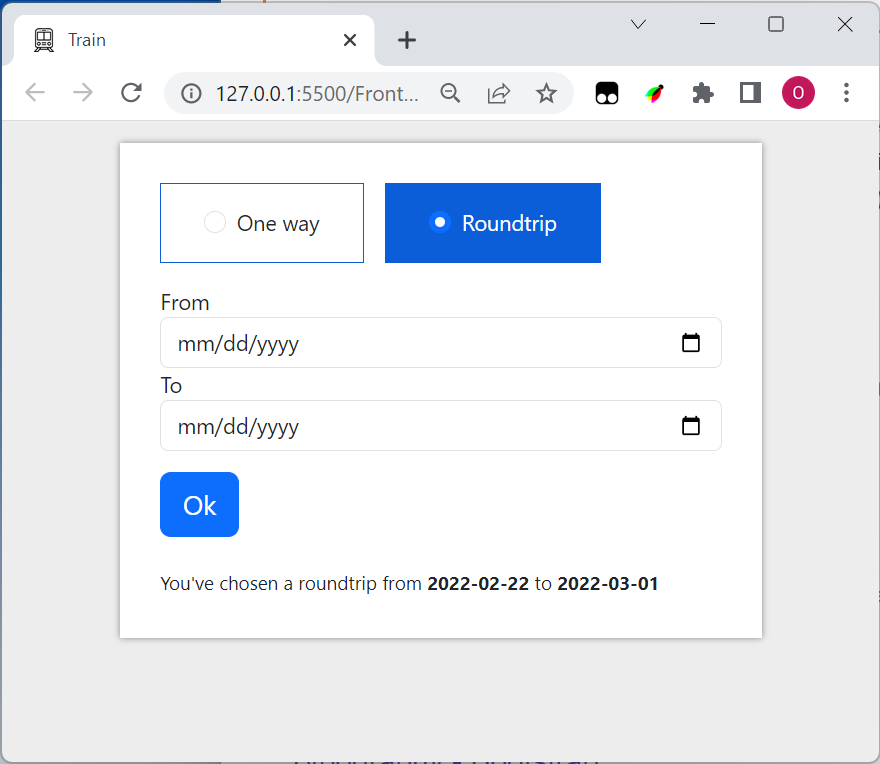 Train
127.0.0.1:5500/Front...
O
One way
Roundtrip
From
mm/dd/yyyy
To
mm/dd/yyyy
Ok
You've chosen a roundtrip from 2022-02-22 to 2022-03-01